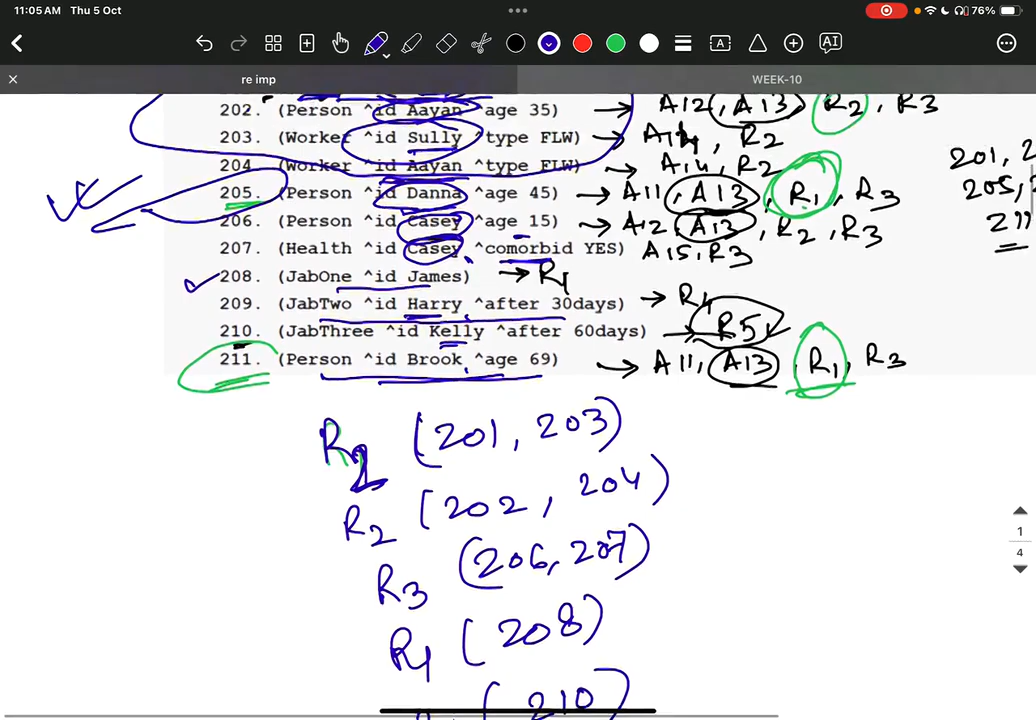 11:05 AM Thu 5 Oct 76%
A AI
re imp WEEK-10
202. (Person ^id Aayan ^age 35) → A12, A13, R2, R3
203. (Worker ^id Sully ^type FLW) → A14, R2
204. (Worker ^id Aayan ^type FLW) → A14, R2
205. (Person ^id Danna ^age 45) → A11, A13, R1, R3
206. (Person ^id Casey ^age 15) → A12, A13, R2, R3
207. (Health ^id Casey ^comorbid YES) A15, R3
208. (JabOne ^id James) → R4
209. (JabTwo ^id Harry ^after 30days) → R4
210. (JabThree ^id Kelly ^after 60days) → R5
211. (Person ^id Brook ^age 69) → A11, A13, R1, R3
201, 2
205,
211
R2 (201, 203)
R2 (202, 204)
R3 (206, 207)
R4 (208)
(210)
1
4